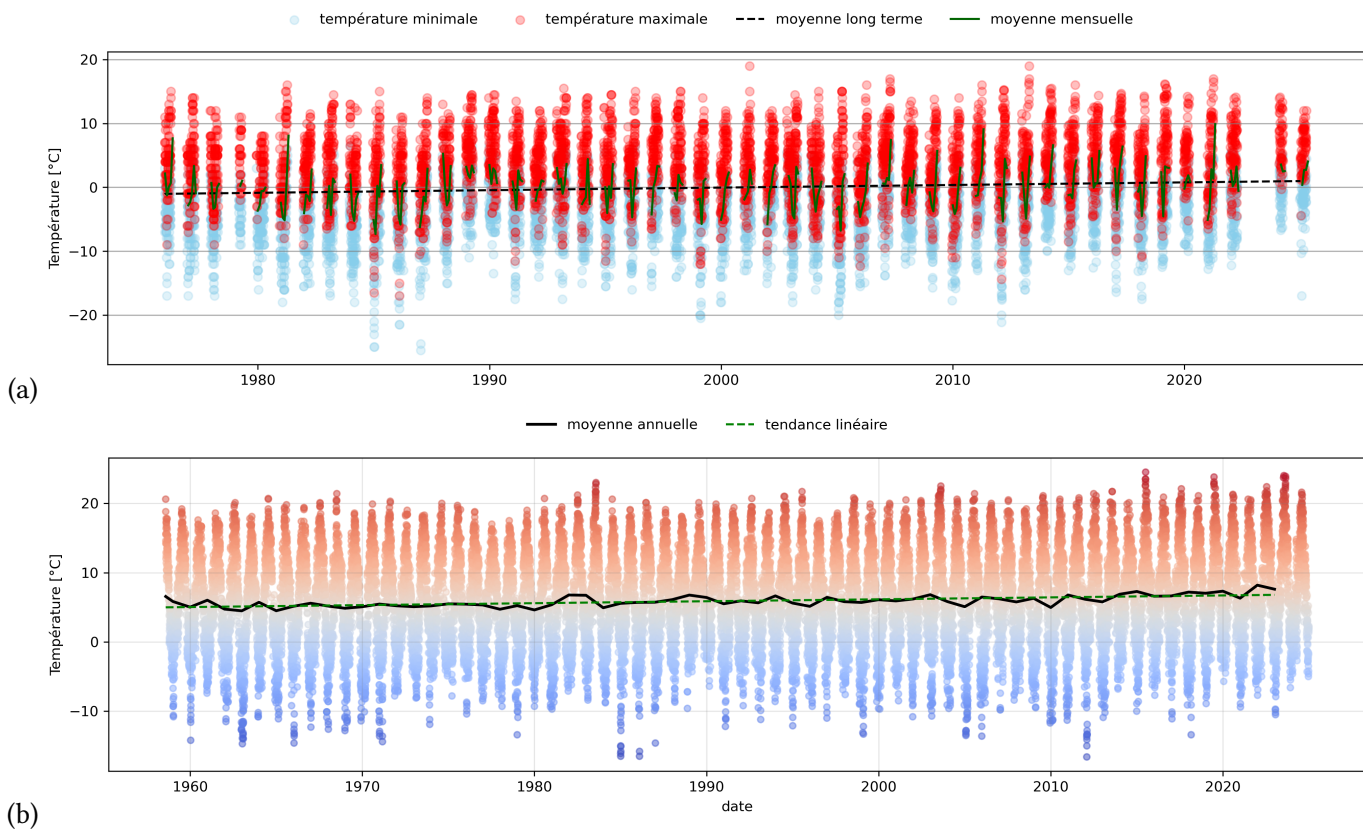 température minimale température maximale moyenne long terme moyenne mensuelle
Température [°C]
20
10
0
−10
−20
1980 1990 2000 2010 2020
(a)
moyenne annuelle tendance linéaire
Température [°C]
20
10
0
−10
1960 1970 1980 1990 2000 2010 2020
date
(b)